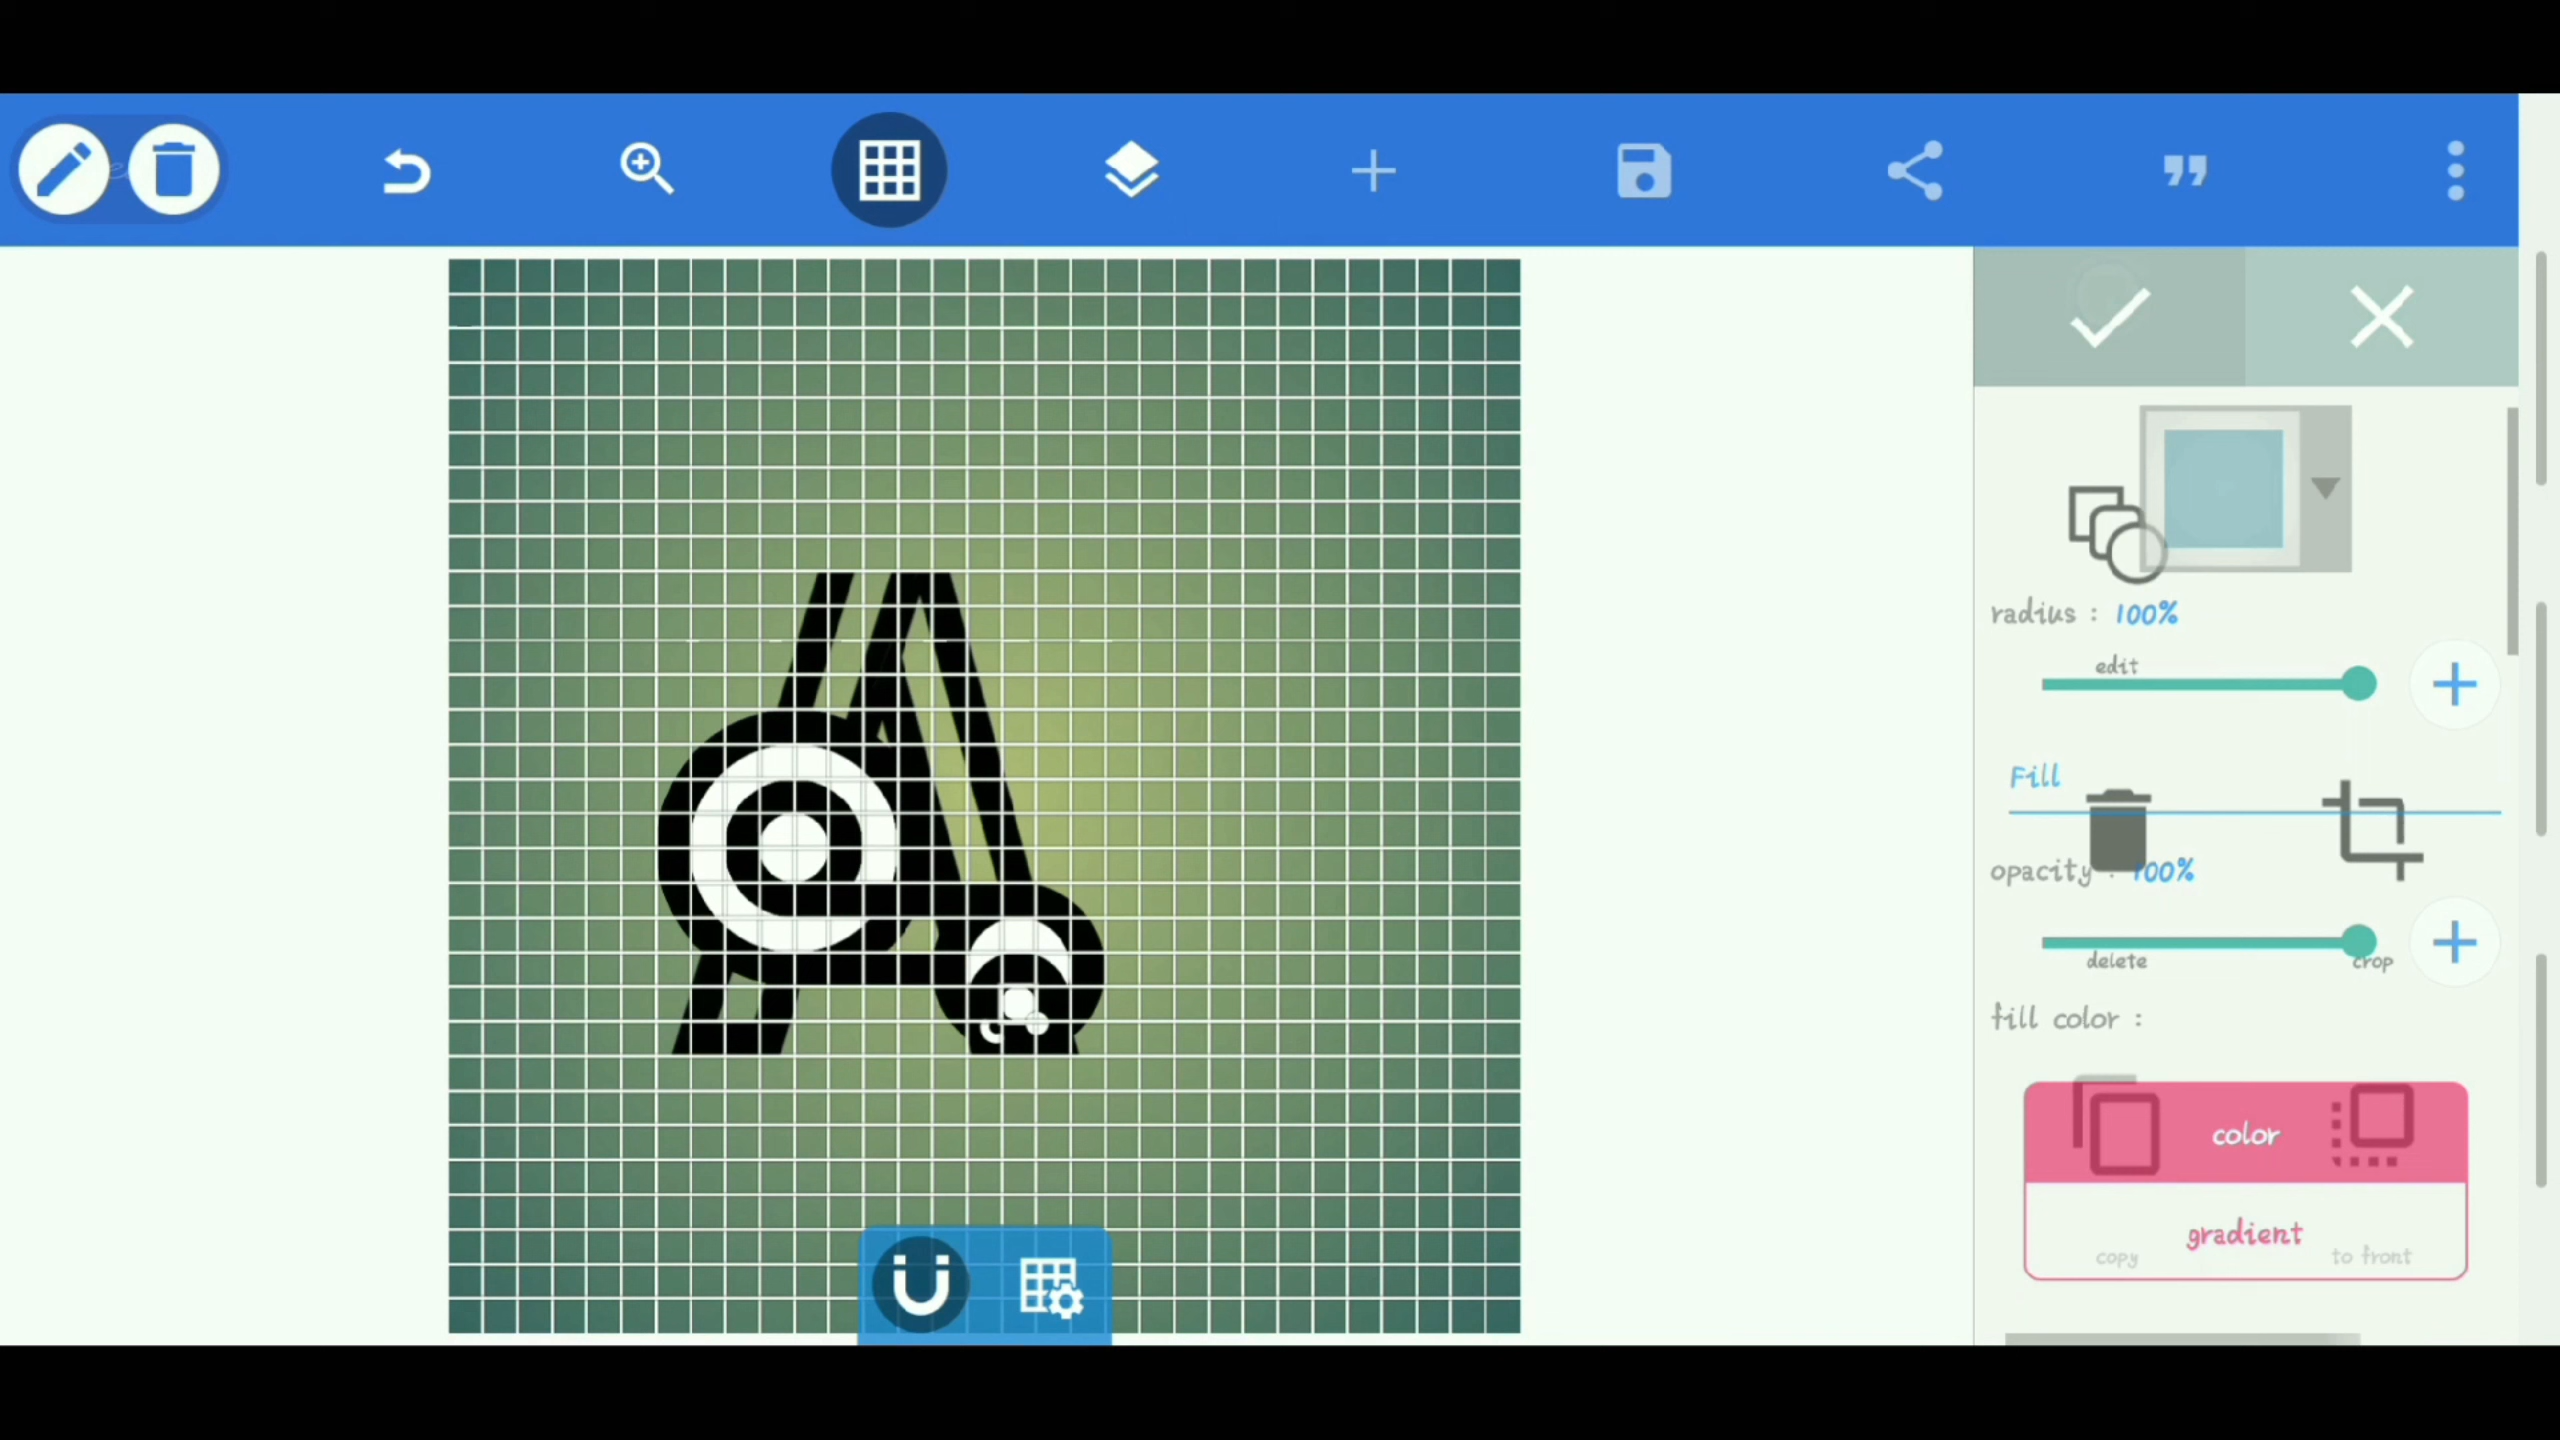 radius : 100%
edit
Fill
opacity : 100%
delete
crop
fill color :
color
gradient
copy
to front